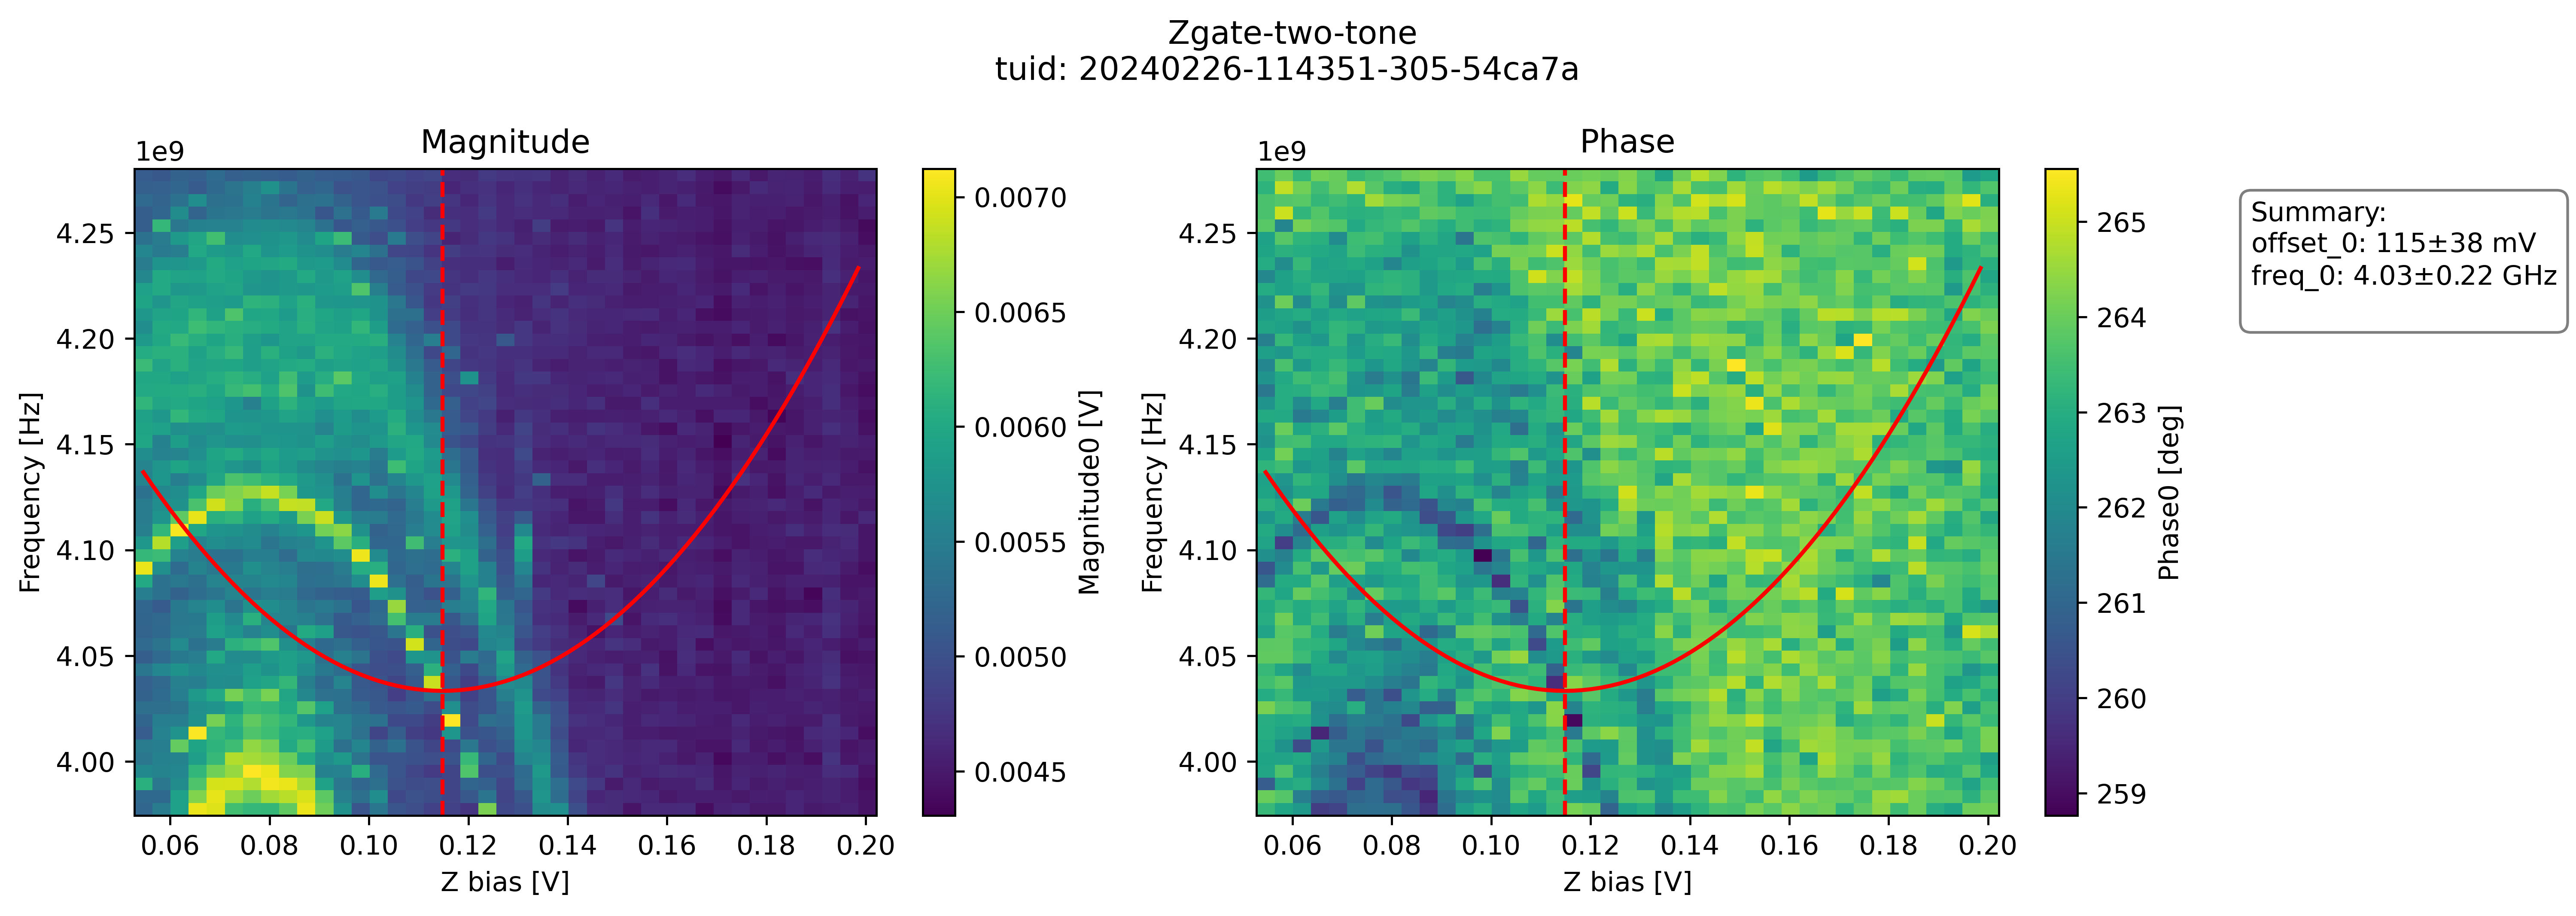 Zgate-two-tone
tuid: 20240226-114351-305-54ca7a
Magnitude
1e9
4.25
4.20
4.15
4.10
4.05
4.00
Frequency [Hz]
0.06 0.08 0.10 0.12 0.14 0.16 0.18 0.20
Z bias [V]
0.0070
0.0065
0.0060
0.0055
0.0050
0.0045
Magnitude0 [V]
Phase
1e9
4.25
4.20
4.15
4.10
4.05
4.00
Frequency [Hz]
0.06 0.08 0.10 0.12 0.14 0.16 0.18 0.20
Z bias [V]
265
264
263
262
261
260
259
Phase0 [deg]
Summary:
offset_0: 115±38 mV
freq_0: 4.03±0.22 GHz